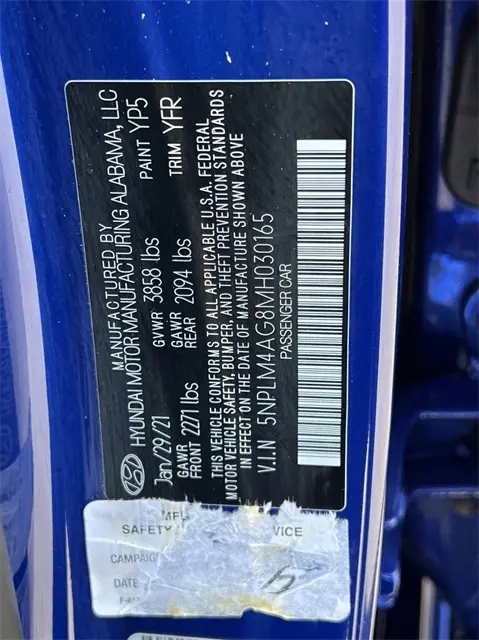 MANUFACTURED BY
HYUNDAI MOTOR MANUFACTURING ALABAMA, LLC
Jan/29/21 GVWR 3858 lbs PAINT YP5
GAWR FRONT 2271 lbs GAWR REAR 2094 lbs TRIM YFR
THIS VEHICLE CONFORMS TO ALL APPLICABLE U.S.A. FEDERAL
MOTOR VEHICLE SAFETY, BUMPER, AND THEFT PREVENTION STANDARDS
IN EFFECT ON THE DATE OF MANUFACTURE SHOWN ABOVE
V.I.N 5NPLM4AG8MH030165
PASSENGER CAR
MFG
SAFETY
CAMPAIG
DATE